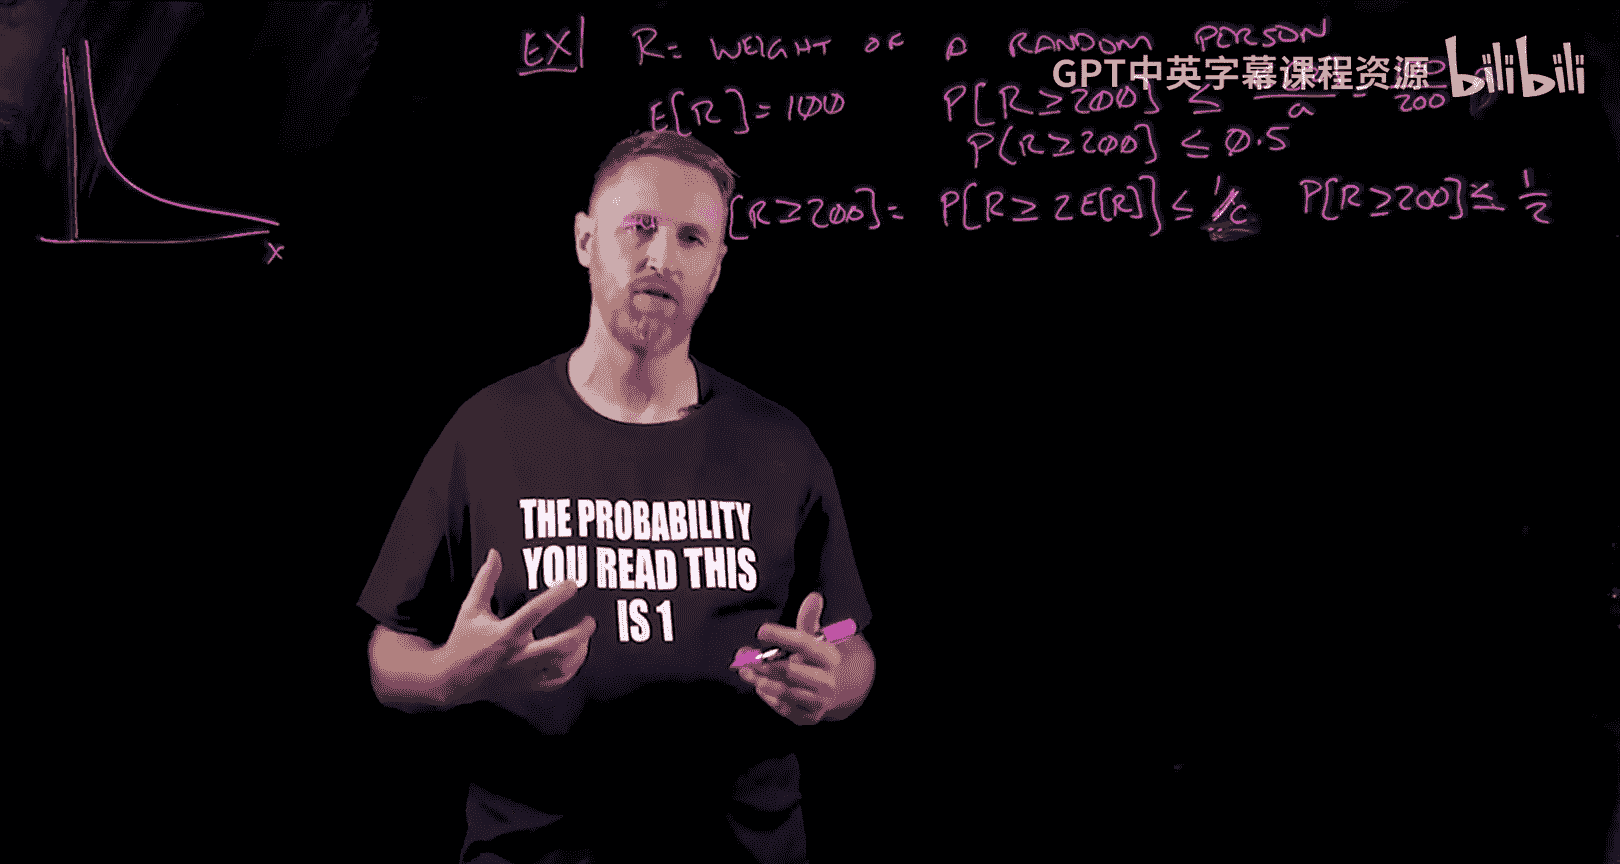 EX| R= WEIGHT OF A RANDOM PERSON
GPT中英字幕课程资源 bilibili
E[R]=100 P[R≥200] ≤ — a 200
P(R≥200] ≤ 0.5
[R≥200]= P[R≥ 2E[R]] ≤ 1/c P[R≥200] ≤ 1/2
x
THE PROBABILITY
YOU READ THIS
IS 1